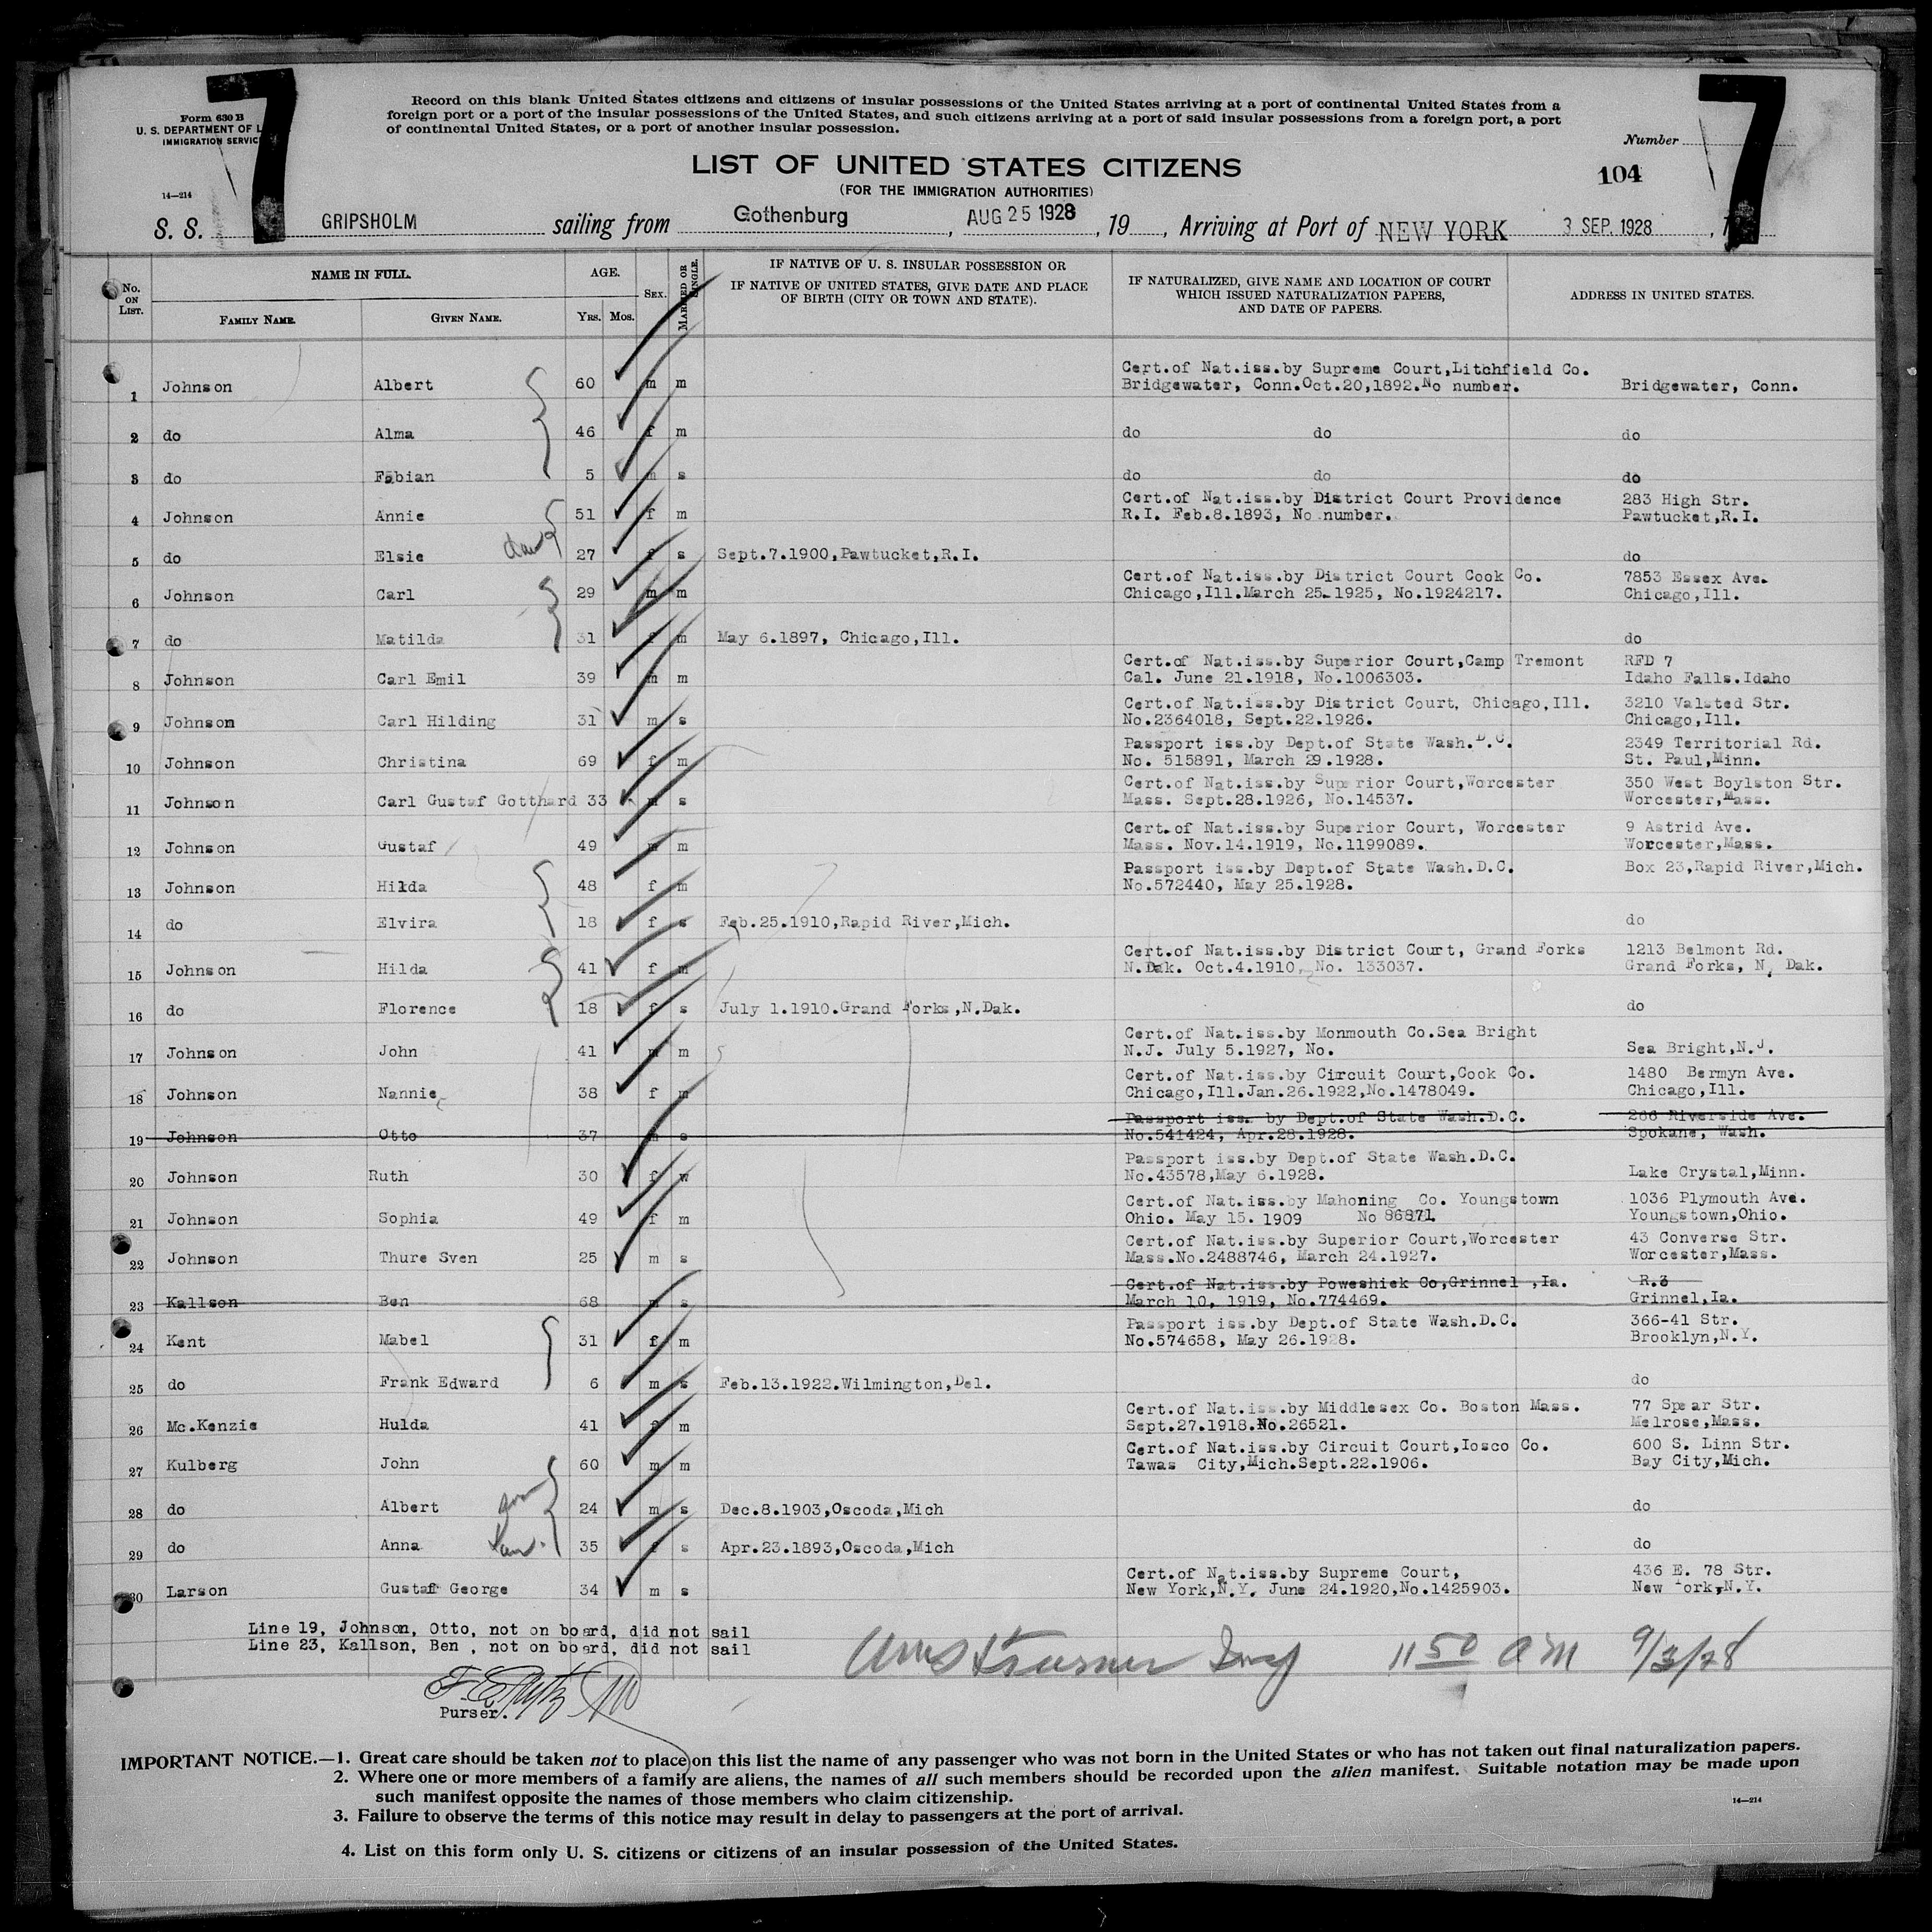 7
7
Form 630 B
U. S. DEPARTMENT OF L
IMMIGRATION SERVIC
14—214
Record on this blank United States citizens and citizens of insular possessions of the United States arriving at a port of continental United States from a
foreign port or a port of the insular possessions of the United States, and such citizens arriving at a port of said insular possessions from a foreign port, a port
of continental United States, or a port of another insular possession.
Number
LIST OF UNITED STATES CITIZENS
(FOR THE IMMIGRATION AUTHORITIES)
104
S. S. GRIPSHOLM sailing from Gothenburg, AUG 25 1928, 19 , Arriving at Port of NEW YORK 3 SEP. 1928
No. ON LIST.
NAME IN FULL.
FAMILY NAME.
GIVEN NAME.
AGE.
YRS. MOS.
SEX.
MARRIED OR SINGLE.
IF NATIVE OF U. S. INSULAR POSSESSION OR
IF NATIVE OF UNITED STATES, GIVE DATE AND PLACE
OF BIRTH (CITY OR TOWN AND STATE).
IF NATURALIZED, GIVE NAME AND LOCATION OF COURT
WHICH ISSUED NATURALIZATION PAPERS,
AND DATE OF PAPERS.
ADDRESS IN UNITED STATES.
Cert.of Nat.iss.by Supreme Court,Litchfield Co.
1 Johnson Albert 60 m m Bridgewater, Conn.Oct.20,1892.No number. Bridgewater, Conn.
2 do Alma 46 f m do do do
3 do Fabian 5 m s do do do
Cert.of Nat.iss.by District Court Providence 283 High Str.
4 Johnson Annie 51 f m R.I. Feb.8.1893, No number. Pawtucket,R.I.
5 do Elsie 27 f s Sept.7.1900,Pawtucket,R.I. do
Cert.of Nat.iss.by District Court Cook Co. 7853 Essex Ave.
6 Johnson Carl 29 m m Chicago,Ill.March 25.1925, No.1924217. Chicago,Ill.
7 do Matilda 31 f m May 6.1897, Chicago,Ill. do
Cert.of Nat.iss.by Superior Court,Camp Tremont RFD 7
8 Johnson Carl Emil 39 m m Cal. June 21.1918, No.1006303. Idaho Falls.Idaho
Cert.of Nat.iss.by District Court, Chicago,Ill. 3210 Valsted Str.
9 Johnson Carl Hilding 31 m s No.2364018, Sept.22.1926. Chicago,Ill.
Passport iss.by Dept.of State Wash.D.C. 2349 Territorial Rd.
10 Johnson Christina 69 f m No. 515891, March 29.1928. St. Paul,Minn.
Cert.of Nat.iss.by Superior Court,Worcester 350 West Boylston Str.
11 Johnson Carl Gustaf Gotthard 33 m s Mass. Sept.28.1926, No.14537. Worcester,Mass.
Cert.of Nat.iss.by Superior Court, Worcester 9 Astrid Ave.
12 Johnson Gustaf 49 m m Mass. Nov.14.1919, No.1199089. Worcester,Mass.
Passport iss.by Dept.of State Wash.D.C. Box 23,Rapid River,Mich.
13 Johnson Hilda 48 f m No.572440, May 25.1928.
14 do Elvira 18 f s Feb.25.1910,Rapid River,Mich. do
Cert.of Nat.iss.by District Court, Grand Forks 1213 Belmont Rd.
15 Johnson Hilda 41 f m N.Dak. Oct.4.1910, No. 133037. Grand Forks, N. Dak.
16 do Florence 18 f s July 1.1910.Grand Forks,N.Dak. do
Cert.of Nat.iss.by Monmouth Co.Sea Bright
17 Johnson John 41 m m N.J. July 5.1927, No. Sea Bright,N.J.
Cert.of Nat.iss.by Circuit Court,Cook Co. 1480 Bermyn Ave.
18 Johnson Nannie 38 f m Chicago,Ill.Jan.26.1922,No.1478049. Chicago,Ill.
Passport iss. by Dept.of State Wash.D.C. 266 Riverside Ave.
19 Johnson Otto 37 m s No.541424, Apr.28.1928. Spokane, Wash.
Passport iss.by Dept.of State Wash.D.C.
20 Johnson Ruth 30 f w No.43578,May 6.1928. Lake Crystal,Minn.
Cert.of Nat.iss.by Mahoning Co. Youngstown 1036 Plymouth Ave.
21 Johnson Sophia 49 f m Ohio. May 15. 1909 No 86871. Youngstown,Ohio.
Cert.of Nat.iss.by Superior Court,Worcester 43 Converse Str.
22 Johnson Thure Sven 25 m s Mass.No.2488746, March 24.1927. Worcester,Mass.
Cert.of Nat.iss.by Poweshiek Co,Grinnel ,Ia. R.3
23 Kallson Ben 68 m s March 10, 1919, No.774469. Grinnel,Ia.
Passport iss.by Dept.of State Wash.D.C. 366-41 Str.
24 Kent Mabel 31 f m No.574658, May 26.1928. Brooklyn,N.Y.
25 do Frank Edward 6 m s Feb.13.1922.Wilmington,Del. do
Cert.of Nat.iss.by Middlesex Co. Boston Mass. 77 Spear Str.
26 Mc.Kenzie Hulda 41 f m Sept.27.1918.No.26521. Melrose,Mass.
Cert.of Nat.iss.by Circuit Court,Iosco Co. 600 S. Linn Str.
27 Kulberg John 60 m m Tawas City,Mich.Sept.22.1906. Bay City,Mich.
28 do Albert 24 m s Dec.8.1903,Oscoda,Mich do
29 do Anna 35 f s Apr.23.1893,Oscoda,Mich do
Cert.of Nat.iss.by Supreme Court, 436 E. 78 Str.
30 Larson Gustaf George 34 m s New York,N.Y. June 24.1920,No.1425903. New York,N.Y.
Line 19, Johnson, Otto, not on board, did not sail
Line 23, Kallson, Ben , not on board, did not sail
11 50 AM 9/3/28
Purser.
IMPORTANT NOTICE.—1. Great care should be taken not to place on this list the name of any passenger who was not born in the United States or who has not taken out final naturalization papers.
2. Where one or more members of a family are aliens, the names of all such members should be recorded upon the alien manifest. Suitable notation may be made upon
such manifest opposite the names of those members who claim citizenship.
3. Failure to observe the terms of this notice may result in delay to passengers at the port of arrival.
14—214
4. List on this form only U. S. citizens or citizens of an insular possession of the United States.